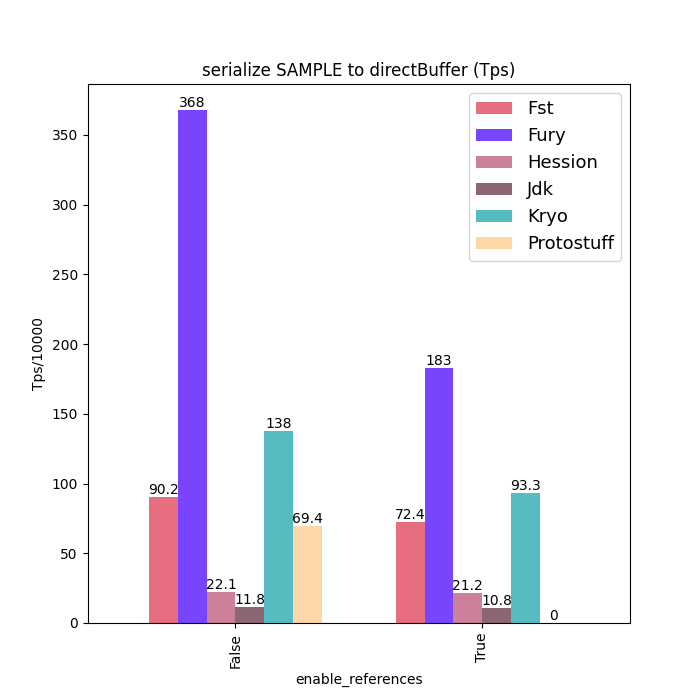 serialize SAMPLE to directBuffer (Tps)
Fst
Fury
Hession
Jdk
Kryo
Protostuff
Tps/10000
350
300
250
200
150
100
50
0
90.2
368
22.1
11.8
138
69.4
72.4
183
21.2
10.8
93.3
0
False
True
enable_references